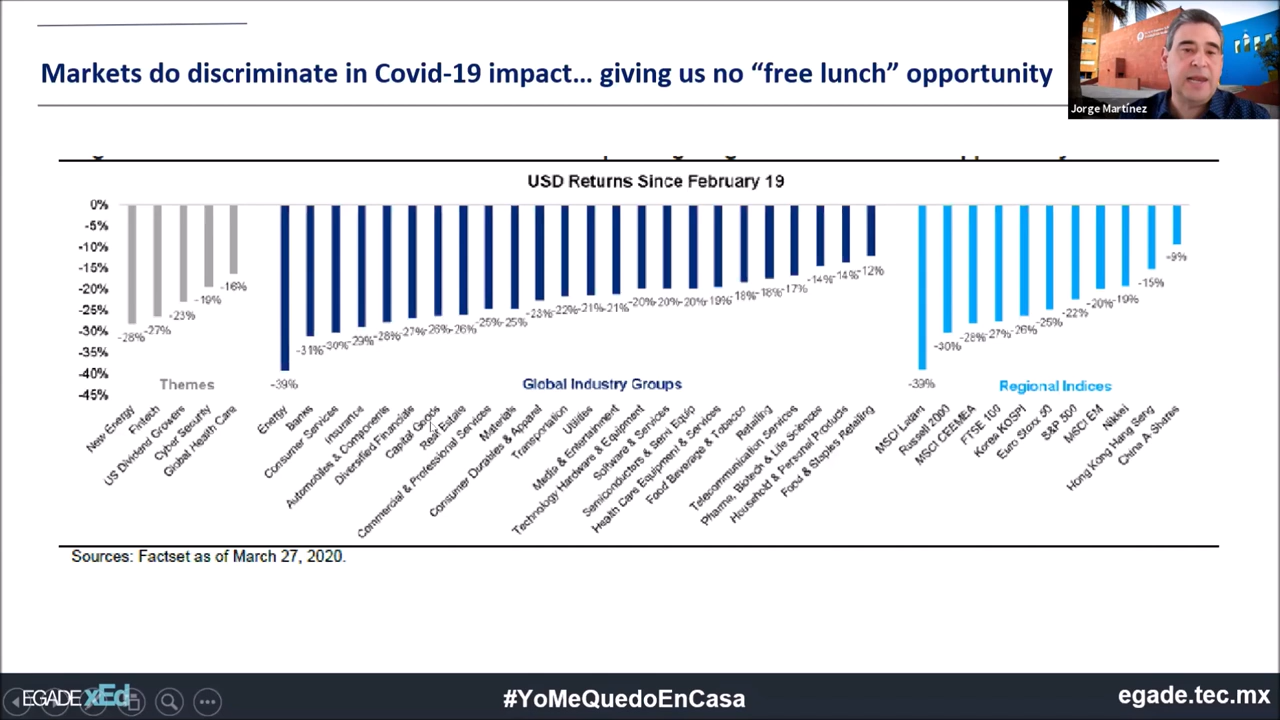 Markets do discriminate in Covid-19 impact... giving us no “free lunch” opportunity
Jorge Martínez
USD Returns Since February 19
0%
-5%
-10%
-15%
-20%
-25%
-30%
-35%
-40%
-45%
-28%
-27%
-23%
-19%
-16%
-39%
-31%
-30%
-29%
-28%
-27%
-26%
-26%
-25%
-25%
-23%
-22%
-21%
-21%
-20%
-20%
-20%
-19%
-18%
-18%
-17%
-14%
-14%
-12%
-39%
-30%
-28%
-27%
-26%
-25%
-22%
-20%
-19%
-15%
-9%
Themes
Global Industry Groups
Regional Indices
New Energy
Fintech
US Dividend Growers
Cyber Security
Global Health Care
Energy
Banks
Consumer Services
Insurance
Automobiles & Components
Diversified Financials
Capital Goods
Real Estate
Commercial & Professional Services
Materials
Consumer Durables & Apparel
Transportation
Utilities
Media & Entertainment
Technology Hardware & Equipment
Software & Services
Semiconductors & Semi Equip
Health Care Equipment & Services
Food Beverage & Tobacco
Retailing
Telecommunication Services
Pharma, Biotech & Life Sciences
Household & Personal Products
Food & Staples Retailing
MSCI LatAm
Russell 2000
MSCI CEEMEA
FTSE 100
Korea KOSPI
Euro Stoxx 50
S&P 500
MSCI EM
Nikkei
Hong Kong Hang Seng
China A Shares
Sources: Factset as of March 27, 2020.
EGADE xEd
#YoMeQuedoEnCasa
egade.tec.mx